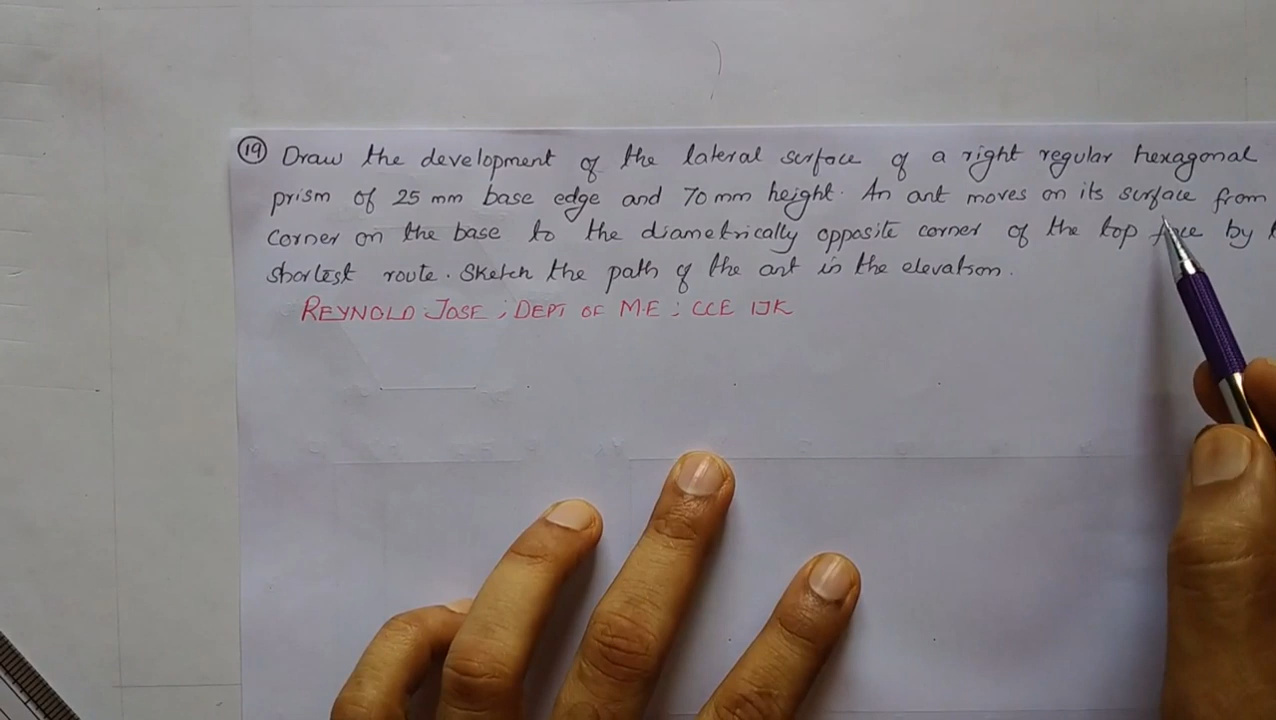 19 Draw the development of the lateral surface of a right regular hexagonal
prism of 25 mm base edge and 70 mm height. An ant moves on its surface from
corner on the base to the diametrically opposite corner of the top face by
shortest route. Sketch the path of the ant in the elevation.
REYNOLD JOSE ; DEPT OF M.E ; CCE IJK